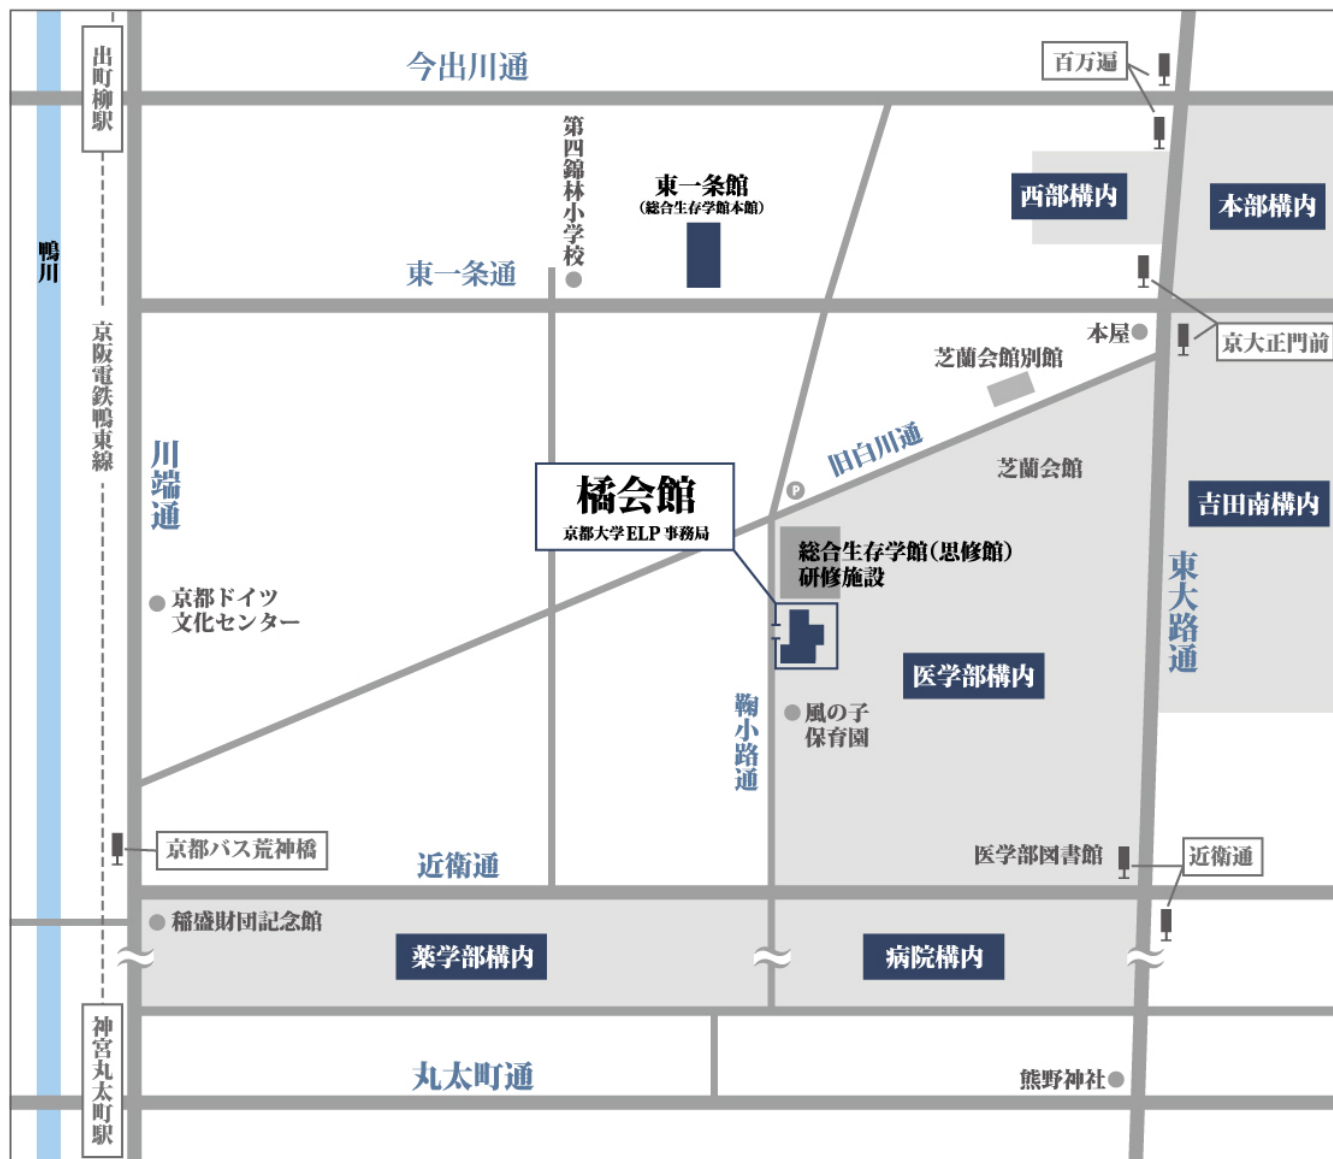 出町柳駅
今出川通
百万遍
第四錦林小学校
東一条館
（総合生存学館本館）
西部構内
本部構内
鴨川
東一条通
京阪電鉄鴨東線
本屋
京大正門前
芝蘭会館別館
川端通
旧白川通
芝蘭会館
橘会館
京都大学ELP事務局
P
吉田南構内
総合生存学館（思修館）
研修施設
東大路通
京都ドイツ
文化センター
医学部構内
鞠小路通
風の子
保育園
京都バス荒神橋
近衛通
医学部図書館
近衛通
稲盛財団記念館
薬学部構内
病院構内
神宮丸太町駅
丸太町通
熊野神社